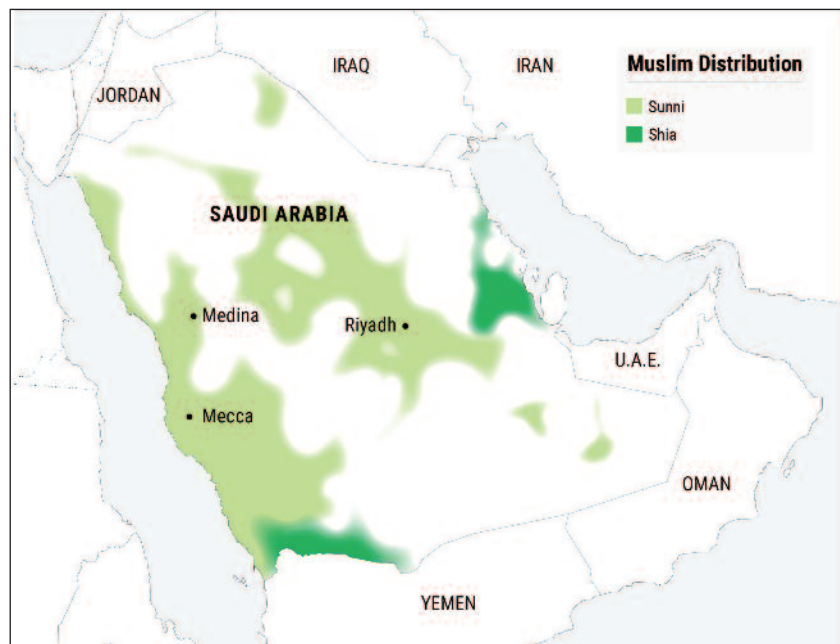 IRAQ
IRAN
Muslim Distribution
JORDAN
Sunni
Shia
SAUDI ARABIA
Medina
Riyadh
U.A.E.
Mecca
OMAN
YEMEN